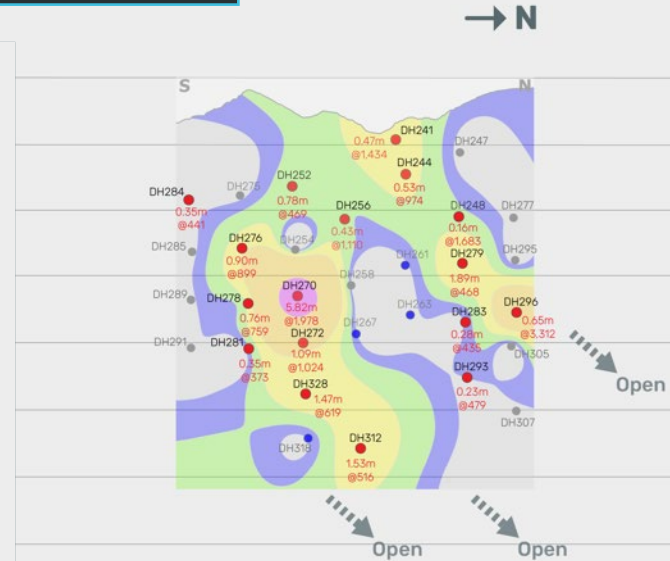 N
S
N
DH241
0.47m
@1,434
DH247
DH244
0.53m
@974
DH252
0.78m
@469
DH275
DH284
0.35m
@441
DH256
0.43m
@1,110
DH248
0.16m
@1,683
DH277
DH276
0.90m
@899
DH254
DH285
DH261
DH279
1.89m
@468
DH295
DH258
DH270
5.82m
@1,978
DH289
DH278
0.76m
@759
DH263
DH283
0.28m
@435
DH296
0.65m
@3,312
DH267
DH272
1.09m
@1,024
DH291
DH281
0.35m
@373
DH305
DH293
0.23m
@479
DH328
1.47m
@619
DH307
DH318
DH312
1.53m
@516
Open
Open
Open